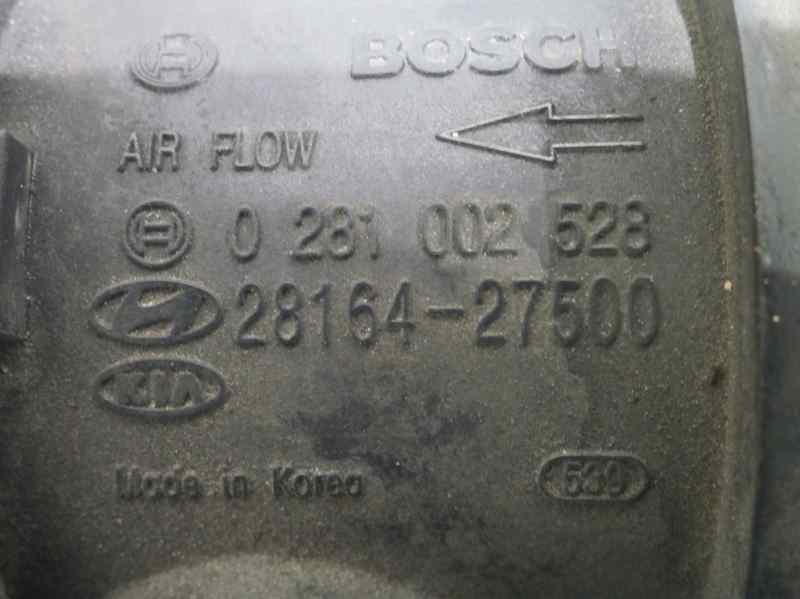 BOSCH
AIR FLOW
0 281 002 528
28164-27500
KIA
Made in Korea
539